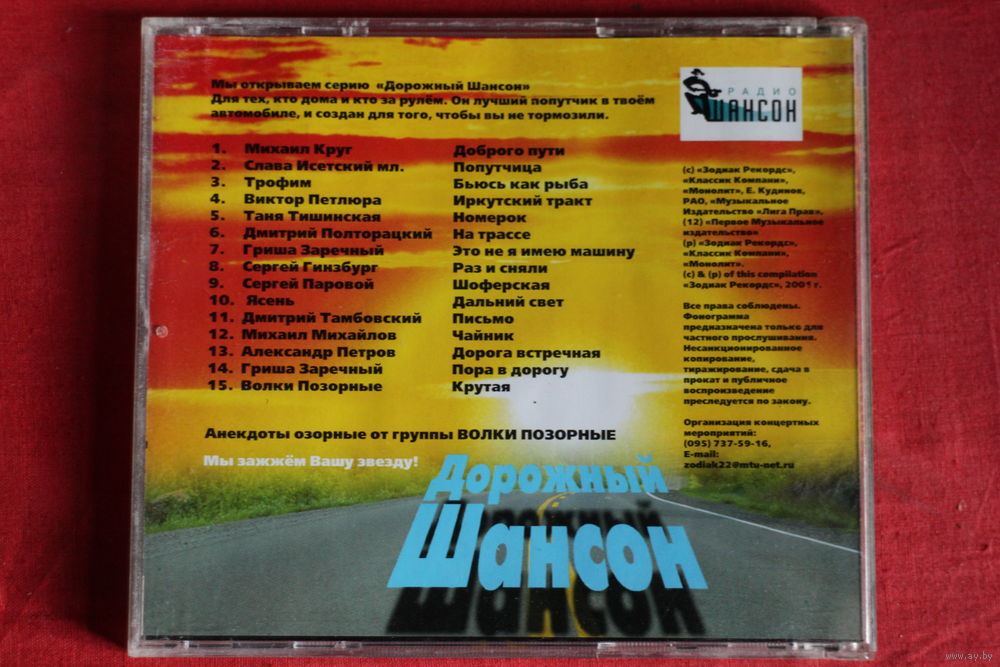 Мы открываем серию «Дорожный Шансон»
Для тех, кто дома и кто за рулём. Он лучший попутчик в твоём
автомобиле, и создан для того, чтобы вы не тормозили.
РАДИО
ШАНСОН
1. Михаил Круг Доброго пути
2. Слава Исетский мл. Попутчица
3. Трофим Бьюсь как рыба
4. Виктор Петлюра Иркутский тракт
5. Таня Тишинская Номерок
6. Дмитрий Полторацкий На трассе
7. Гриша Заречный Это не я имею машину
8. Сергей Гинзбург Раз и сняли
9. Сергей Паровой Шоферская
10. Ясень Дальний свет
11. Дмитрий Тамбовский Письмо
12. Михаил Михайлов Чайник
13. Александр Петров Дорога встречная
14. Гриша Заречный Пора в дорогу
15. Волки Позорные Крутая
(с) «Зодиак Рекордс»,
«Классик Компани»,
«Монолит», Е. Кудинов,
РАО, «Музыкальное
Издательство «Лига Прав».
(12) «Первое Музыкальное
издательство»
(р) «Зодиак Рекордс»,
«Классик Компани»,
«Монолит».
(c) & (p) of this compilation
«Зодиак Рекордс», г.
Все права соблюдены.
Фонограмма
предназначена только для
частного прослушивания.
Несанкционированное
копирование,
тиражирование, сдача в
прокат и публичное
воспроизведение
преследуется по закону.
Организация концертных
мероприятий:
(095) 737-59-16,
E-mail:
zodiak22@mtu-net.ru
Анекдоты озорные от группы ВОЛКИ ПОЗОРНЫЕ
Мы зажжём Вашу звезду!
Дорожный
Шансон
www.ay.by